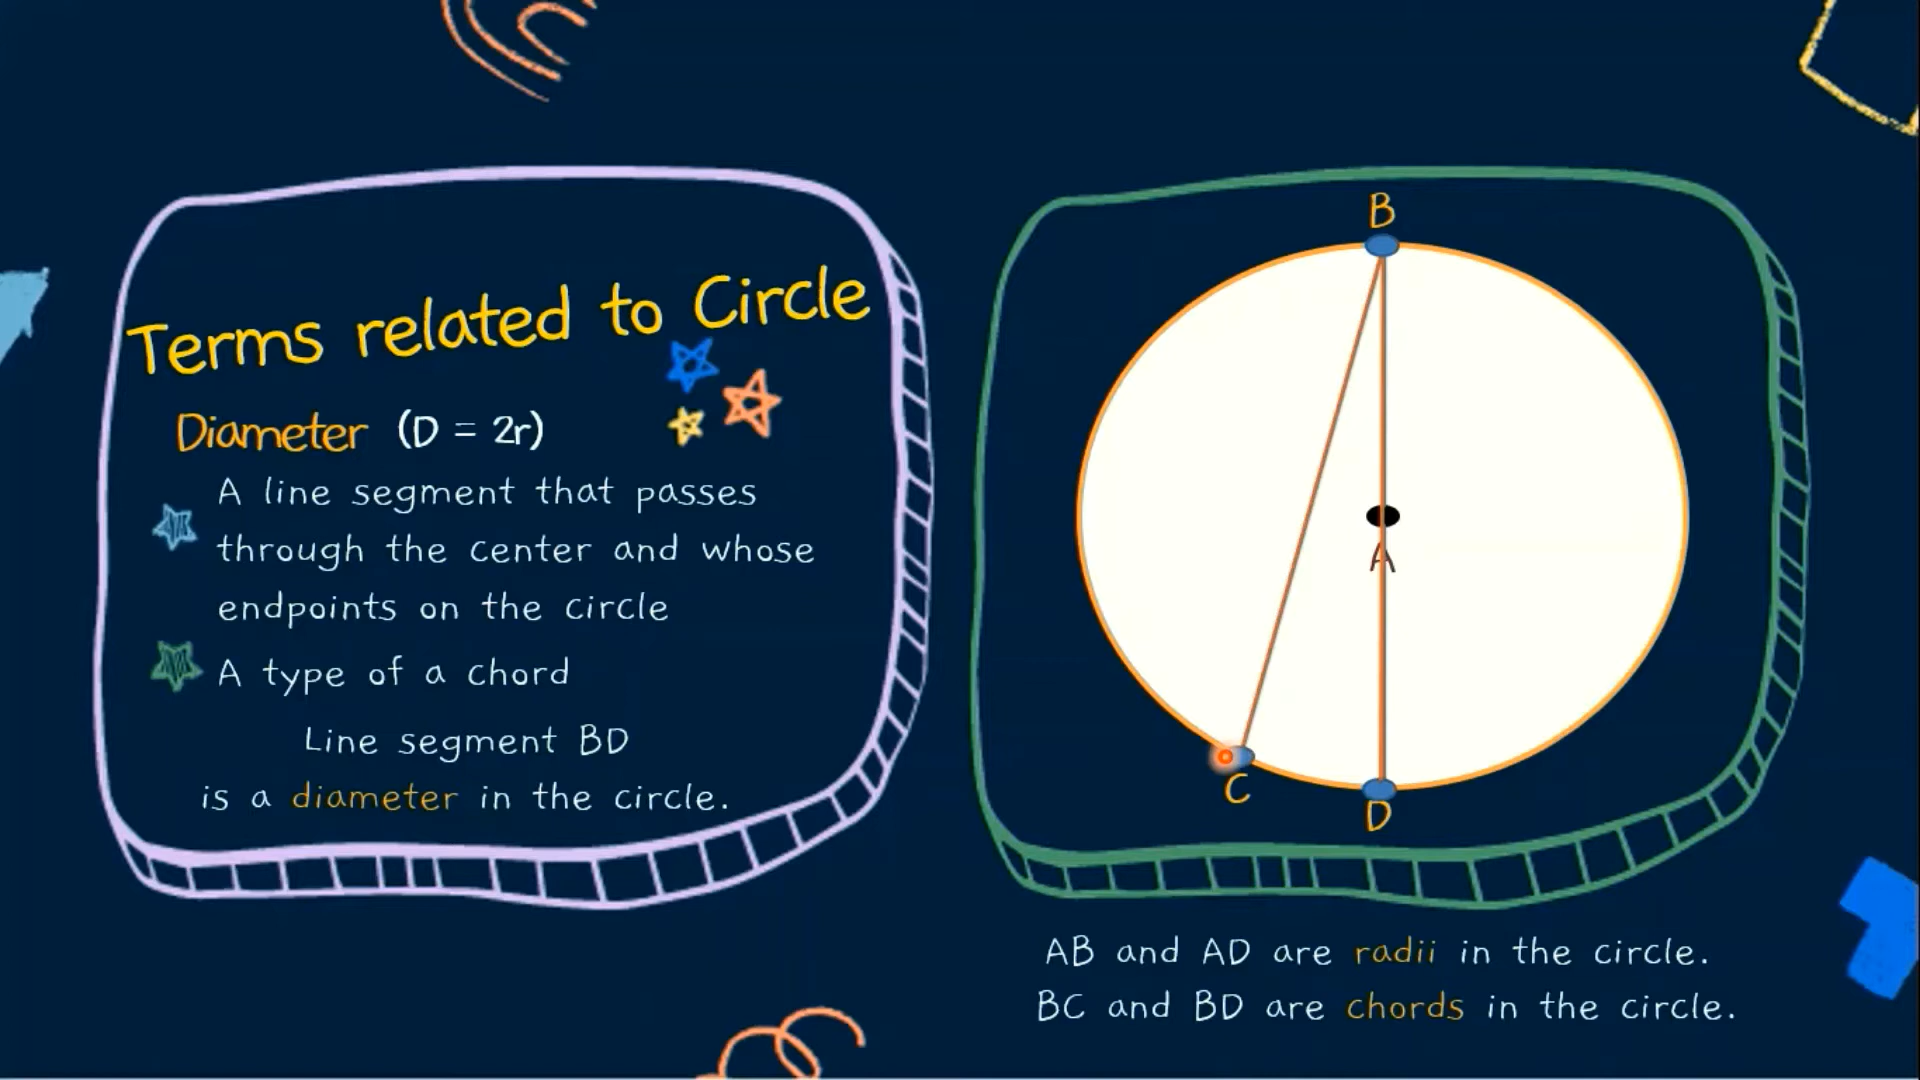 Terms related to Circle
Diameter (D = 2r)
A line segment that passes
through the center and whose
endpoints on the circle
A type of a chord
Line segment BD
is a diameter in the circle.
B
A
C
D
AB and AD are radii in the circle.
BC and BD are chords in the circle.